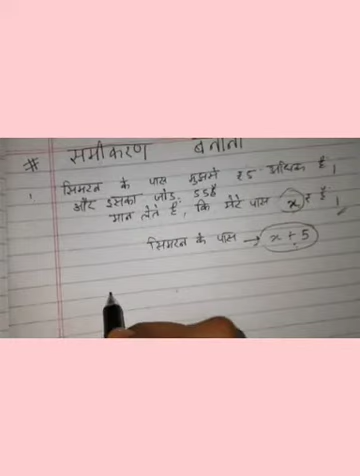 # समीकरण बनाना
1. सिमरन के पास मुझसे ₹5 अधिक है।
और इसका जोड़ 55 है
मान लेते है, कि मेरे पास x ₹ है।
सिमरन के पास → x + 5